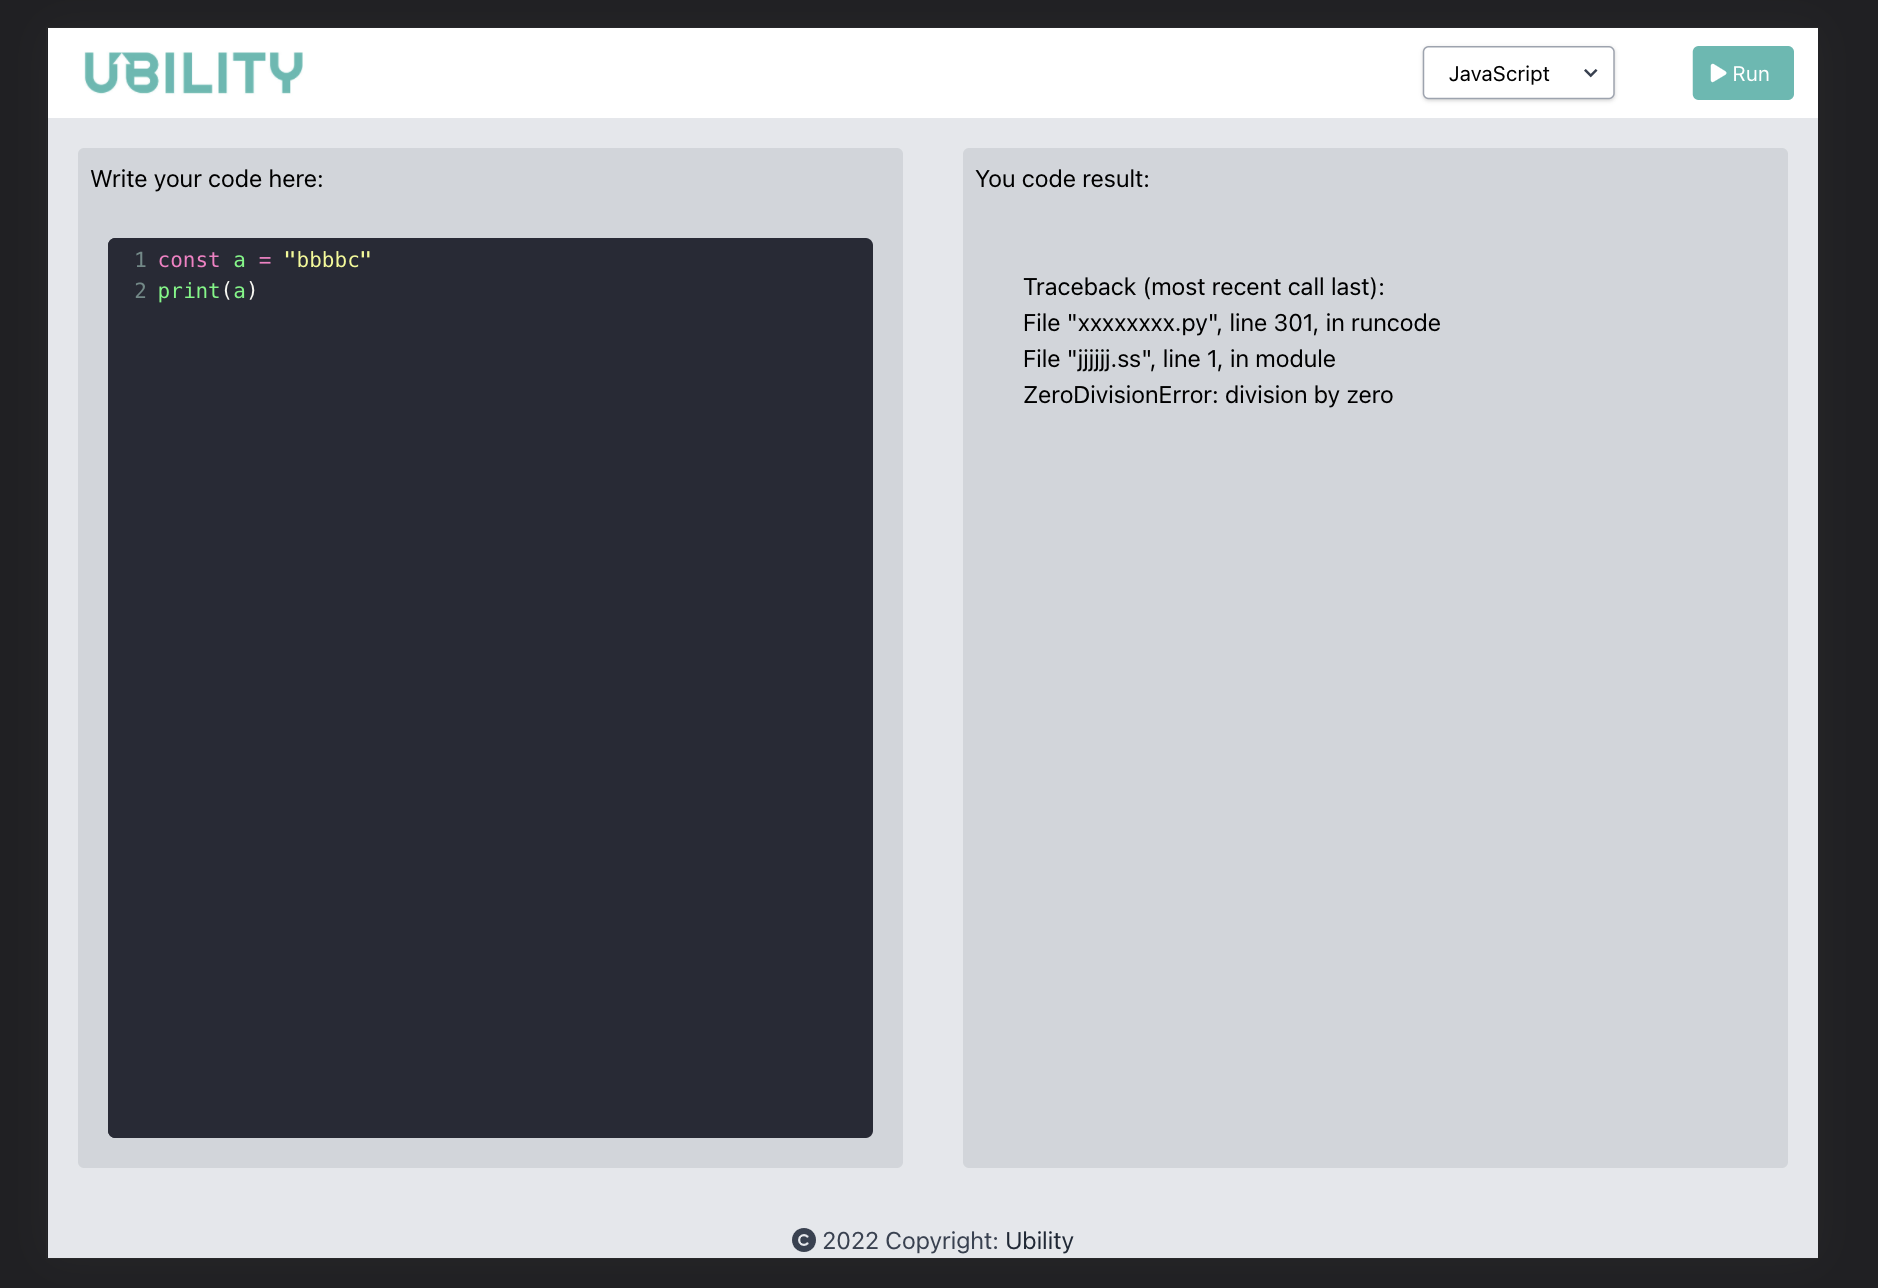 UBILITY
JavaScript
Run
Write your code here:
1 const a = "bbbbc"
2 print(a)
You code result:
Traceback (most recent call last):
File "xxxxxxxx.py", line 301, in runcode
File "jjjjjj.ss", line 1, in module
ZeroDivisionError: division by zero
C 2022 Copyright: Ubility